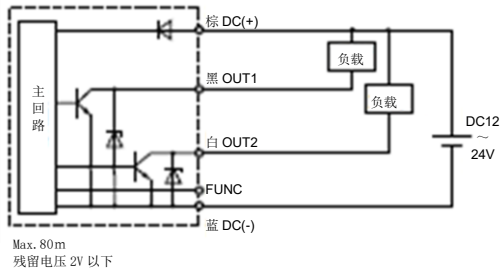 棕 DC(+)
负载
黑 OUT1
主回路
负载
DC12
～
24V
白 OUT2
FUNC
蓝 DC(-)
Max.80m
残留电压 2V 以下